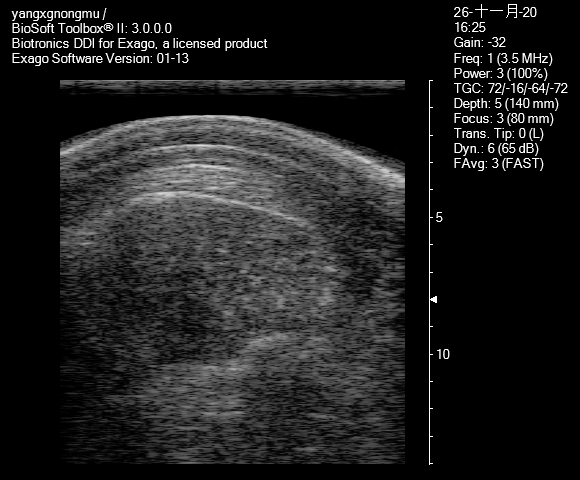 yangxgnongmu /
BioSoft Toolbox® II: 3.0.0.0
Biotronics DDI for Exago, a licensed product
Exago Software Version: 01-13
26-十一月-20
16:25
Gain: -32
Freq: 1 (3.5 MHz)
Power: 3 (100%)
TGC: 72/-16/-64/-72
Depth: 5 (140 mm)
Focus: 3 (80 mm)
Trans. Tip: 0 (L)
Dyn.: 6 (65 dB)
FAvg: 3 (FAST)
5
10